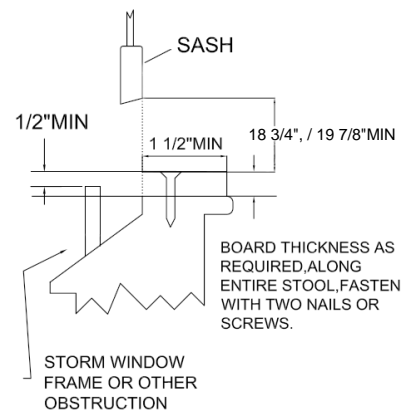 SASH
1/2"MIN
1 1/2"MIN
18 3/4", / 19 7/8"MIN
BOARD THICKNESS AS
REQUIRED,ALONG
ENTIRE STOOL,FASTEN
WITH TWO NAILS OR
SCREWS.
STORM WINDOW
FRAME OR OTHER
OBSTRUCTION